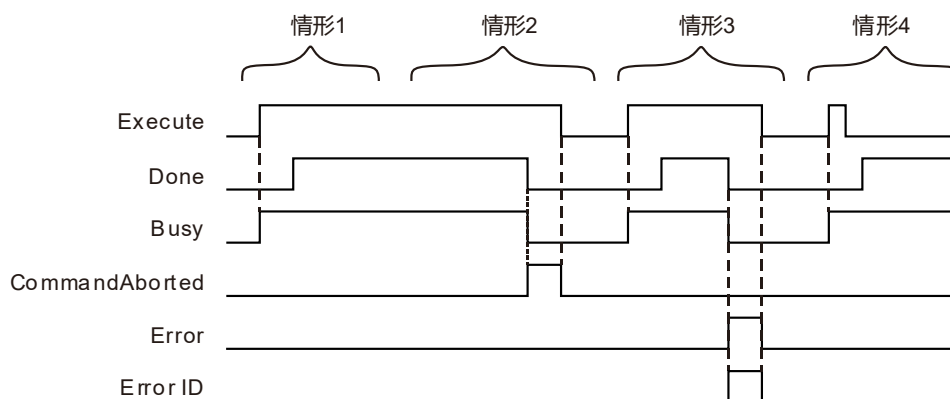 情形1 情形2 情形3 情形4
Execute
Done
Busy
CommandAborted
Error
Error ID